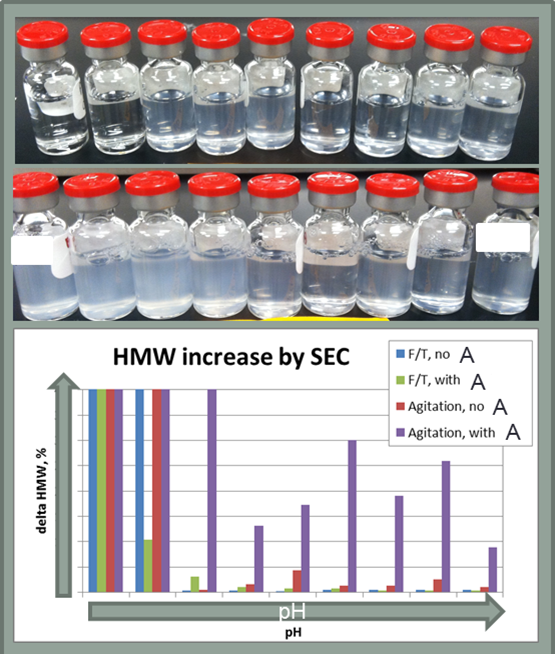 HMW increase by SEC
F/T, no A
F/T, with A
Agitation, no A
Agitation, with A
delta HMW, %
pH
pH